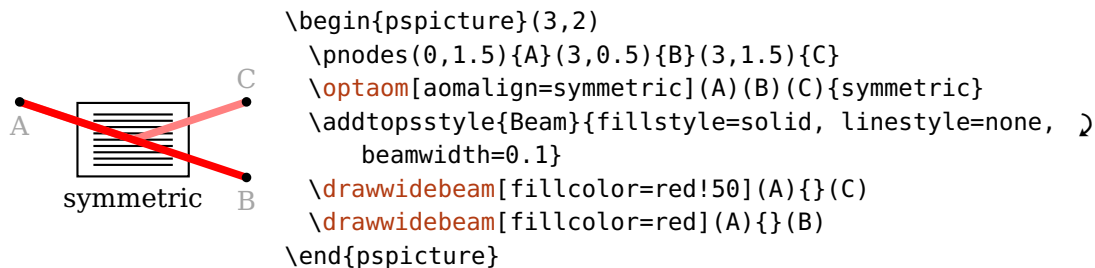 A
C
B
symmetric
\begin{pspicture}(3,2)
  \pnodes(0,1.5){A}(3,0.5){B}(3,1.5){C}
  \optaom[aomalign=symmetric](A)(B)(C){symmetric}
  \addtopsstyle{Beam}{fillstyle=solid, linestyle=none,
      beamwidth=0.1}
  \drawwidebeam[fillcolor=red!50](A){}(C)
  \drawwidebeam[fillcolor=red](A){}(B)
\end{pspicture}